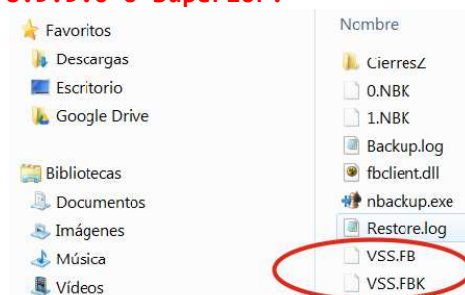 Favoritos
Descargas
Escritorio
Google Drive
Bibliotecas
Documentos
Imágenes
Música
Vídeos
Nombre
CierresZ
0.NBK
1.NBK
Backup.log
fbclient.dll
nbackup.exe
Restore.log
VSS.FB
VSS.FBK